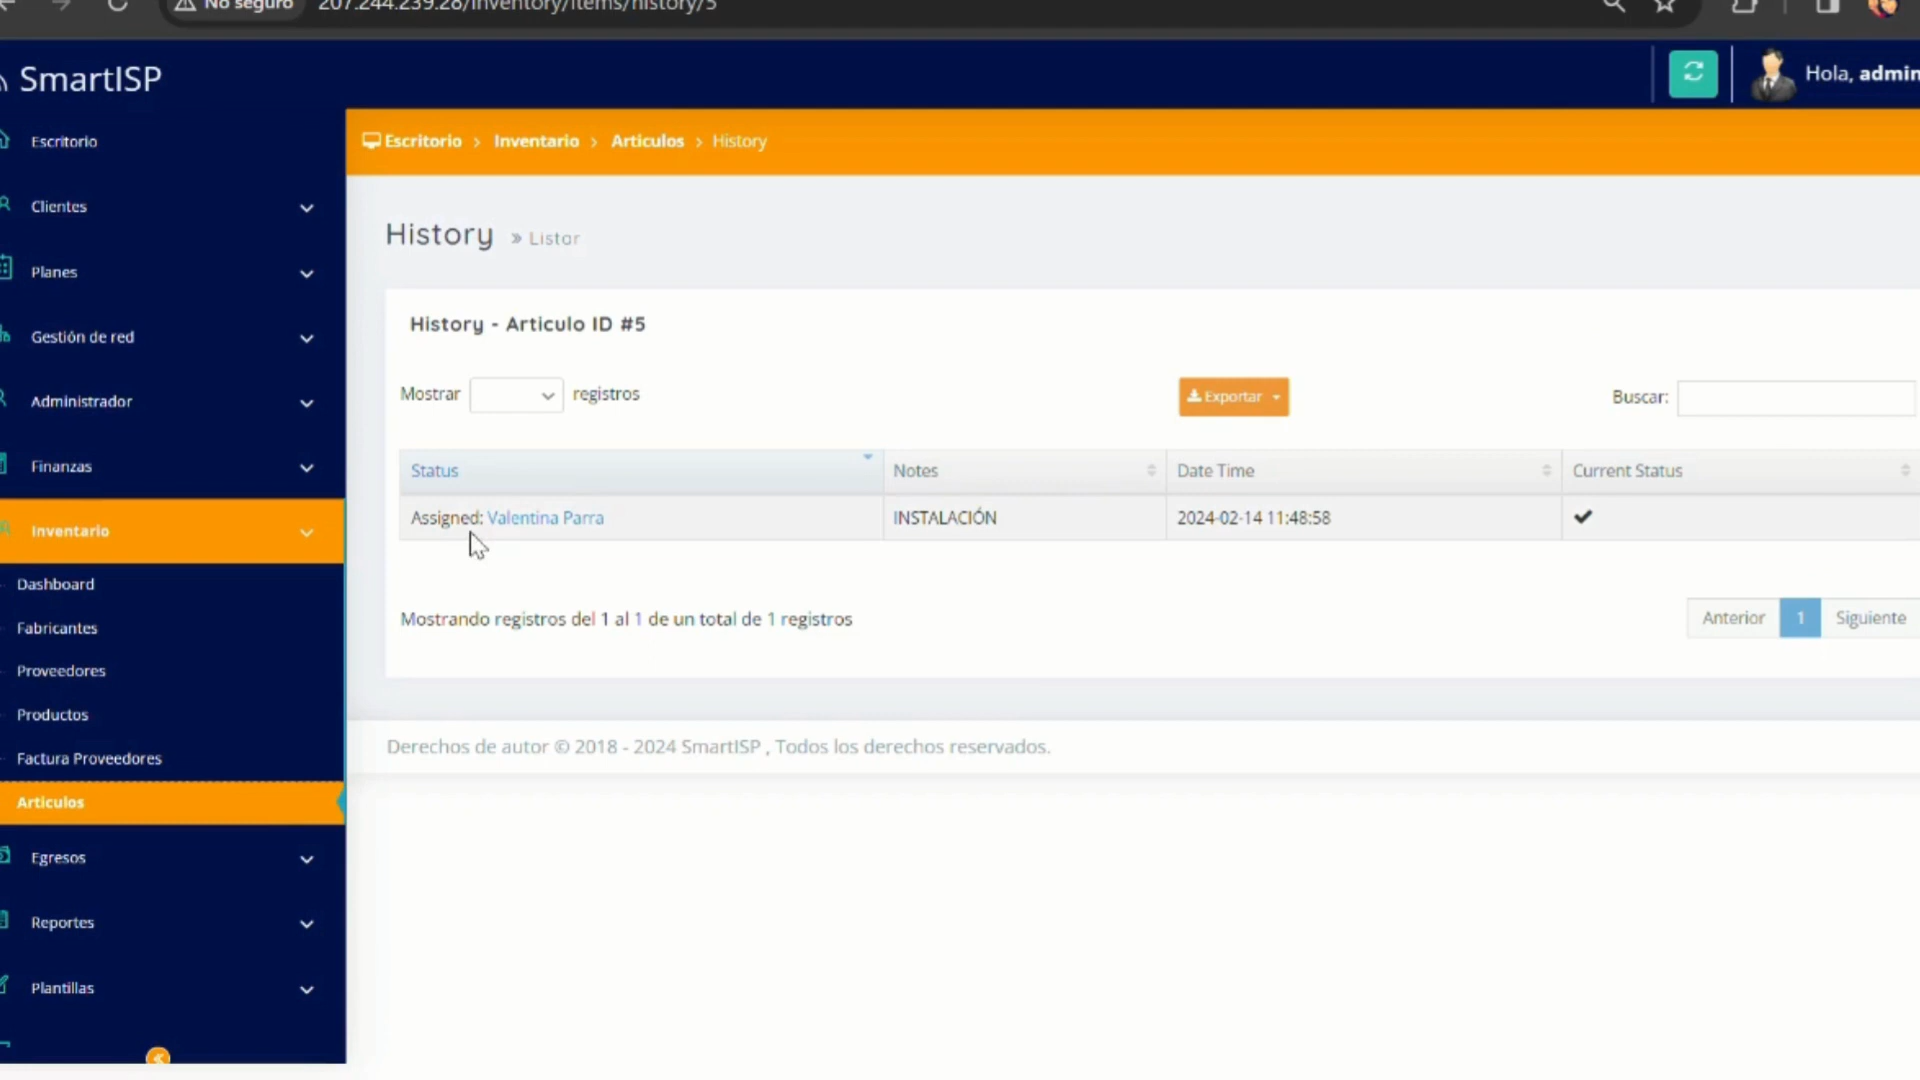 No seguro 207.244.239.28/inventory/items/history/5
SmartISP
Hola, admin
Escritorio
Clientes
Planes
Gestión de red
Administrador
Finanzas
Inventario
Dashboard
Fabricantes
Proveedores
Productos
Factura Proveedores
Articulos
Egresos
Reportes
Plantillas
Escritorio > Inventario > Articulos > History
History » Listar
History - Articulo ID #5
Mostrar registros
Exportar
Buscar:
Status Notes Date Time Current Status
Assigned: Valentina Parra INSTALACIÓN 2024-02-14 11:48:58 ✔
Mostrando registros del 1 al 1 de un total de 1 registros
Anterior 1 Siguiente
Derechos de autor © 2018 - 2024 SmartISP , Todos los derechos reservados.